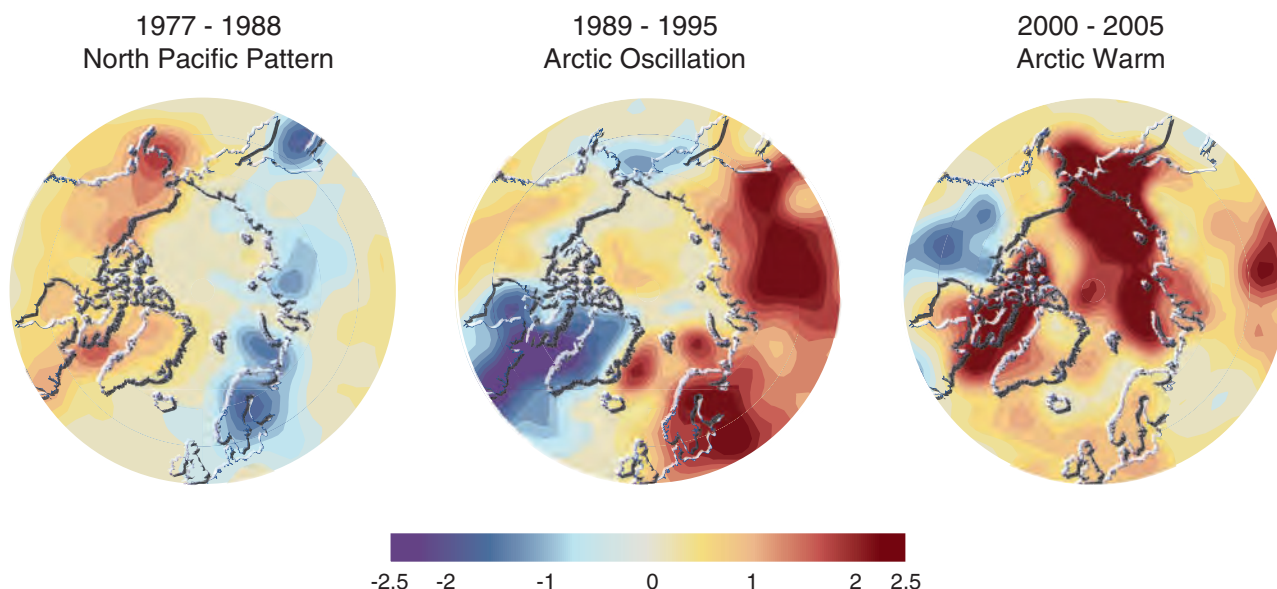 1977 - 1988
North Pacific Pattern
1989 - 1995
Arctic Oscillation
2000 - 2005
Arctic Warm
-2.5 -2 -1 0 1 2 2.5